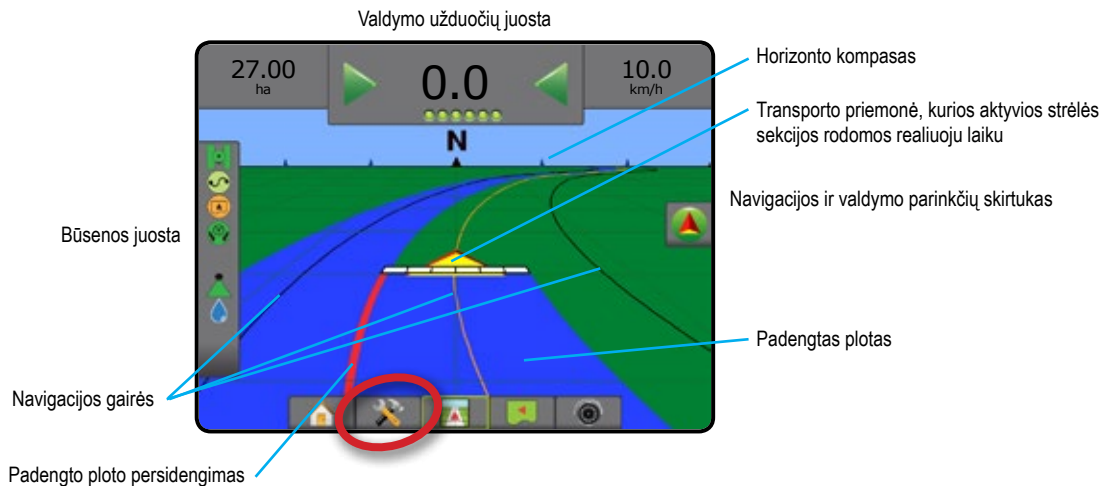 Valdymo užduočių juosta
27.00
ha
0.0
10.0
km/h
N
Horizonto kompasas
Transporto priemonė, kurios aktyvios strėlės
sekcijos rodomos realiuoju laiku
Navigacijos ir valdymo parinkčių skirtukas
Būsenos juosta
Padengtas plotas
Navigacijos gairės
Padengto ploto persidengimas